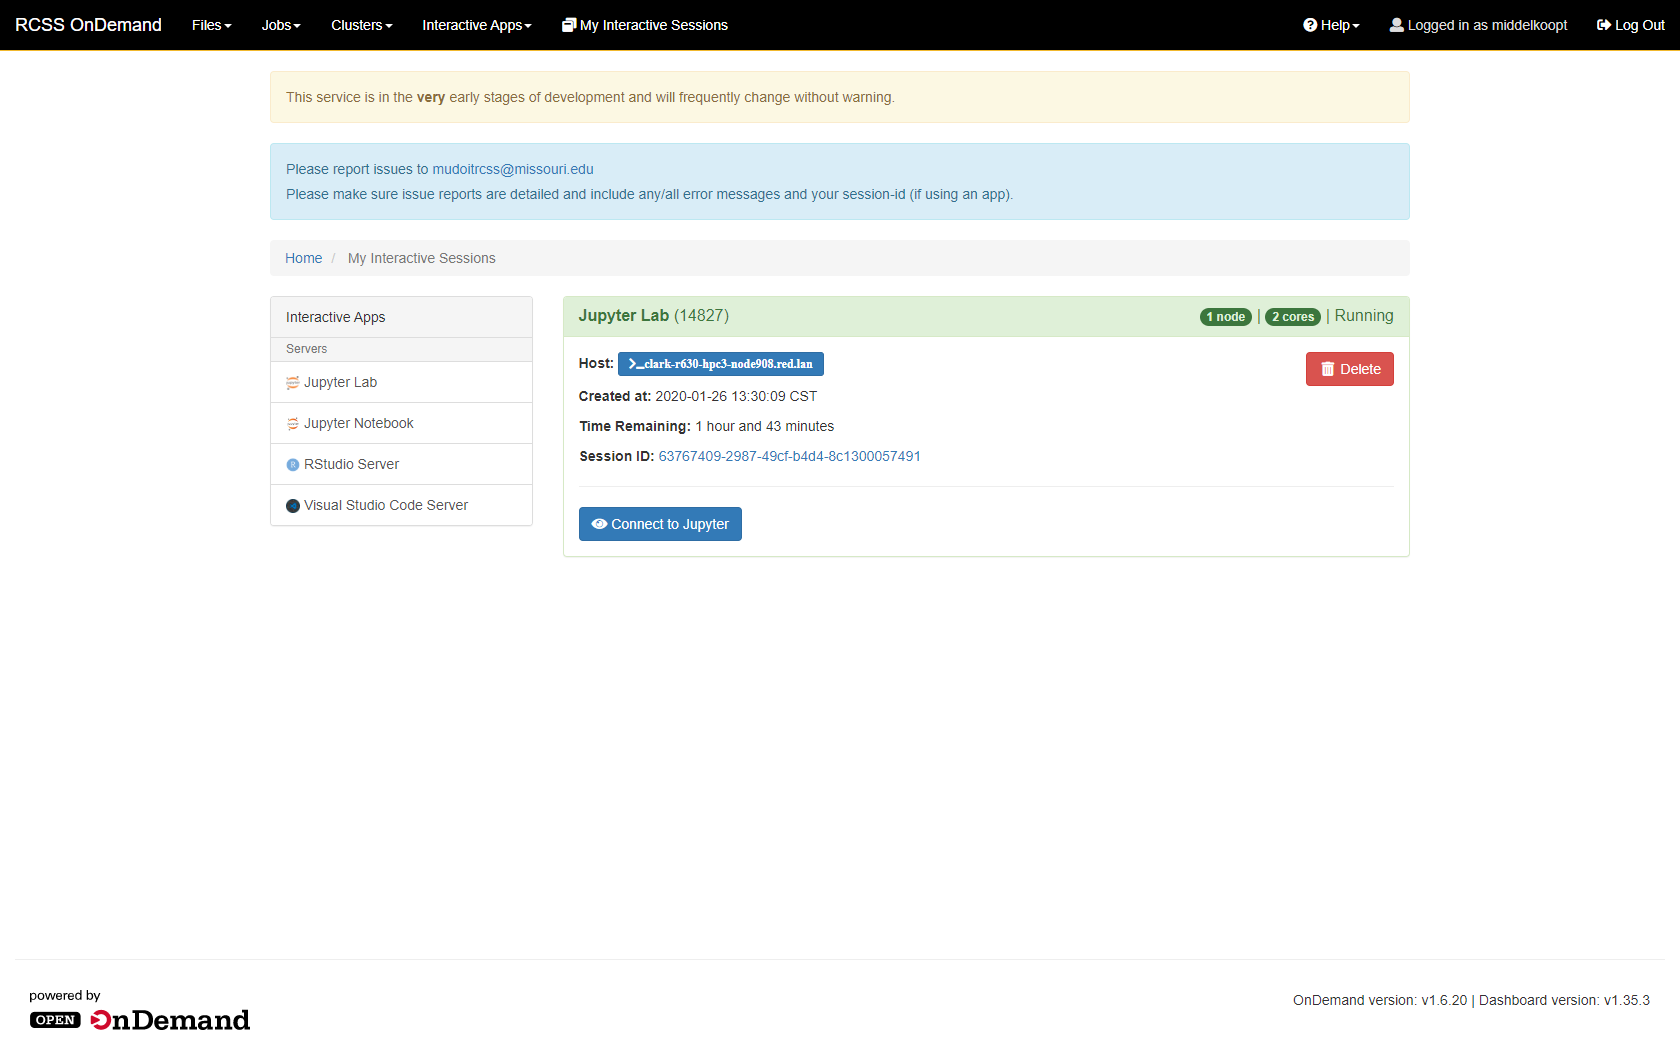 RCSS OnDemand Files Jobs Clusters Interactive Apps My Interactive Sessions Help Logged in as middelkoopt Log Out
This service is in the very early stages of development and will frequently change without warning.
Please report issues to mudoitrcss@missouri.edu
Please make sure issue reports are detailed and include any/all error messages and your session-id (if using an app).
Home / My Interactive Sessions
Interactive Apps
Servers
Jupyter Lab
Jupyter Notebook
RStudio Server
Visual Studio Code Server
Jupyter Lab (14827) 1 node | 2 cores | Running
Host: >_clark-r630-hpc3-node908.red.lan
Delete
Created at: 2020-01-26 13:30:09 CST
Time Remaining: 1 hour and 43 minutes
Session ID: 63767409-2987-49cf-b4d4-8c1300057491
Connect to Jupyter
powered by
OPEN OnDemand
OnDemand version: v1.6.20 | Dashboard version: v1.35.3